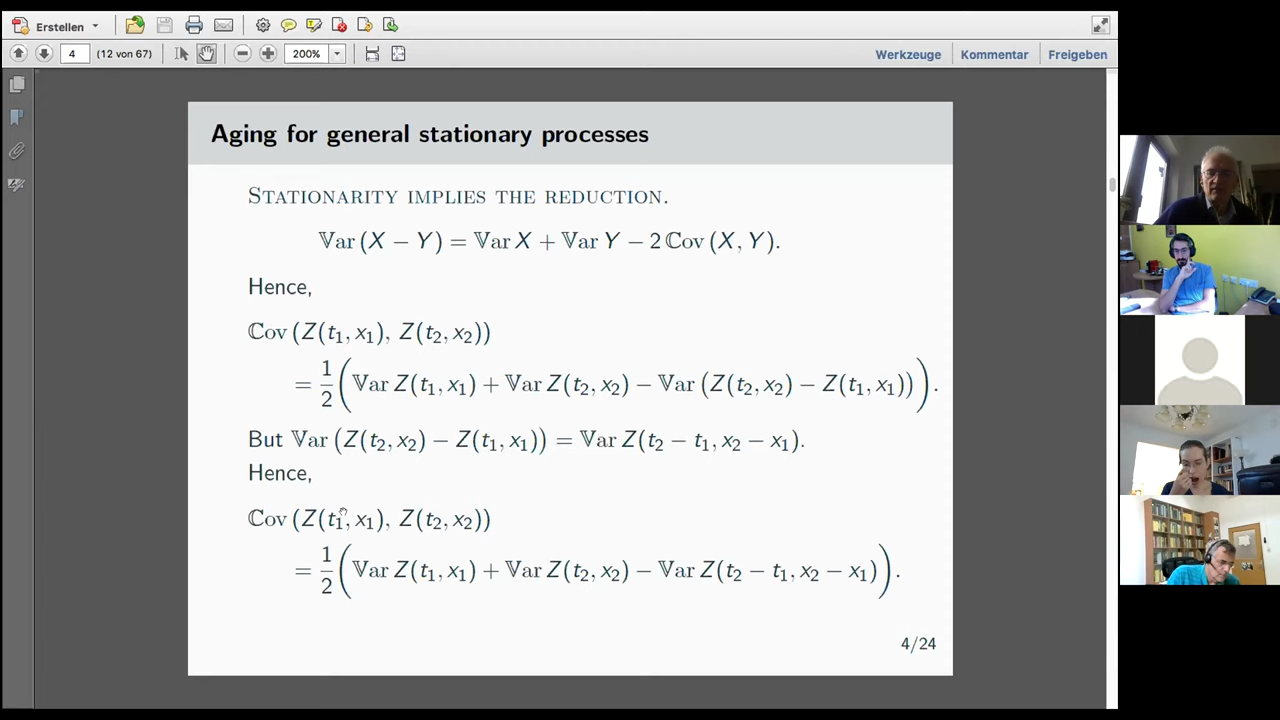 Erstellen
4 (12 von 67) 200% Werkzeuge Kommentar Freigeben
Aging for general stationary processes
STATIONARITY IMPLIES THE REDUCTION.
𝕍ar (X − Y) = 𝕍ar X + 𝕍ar Y − 2 ℂov (X, Y).
Hence,
ℂov (Z(t₁, x₁), Z(t₂, x₂))
= 1/2 (𝕍ar Z(t₁, x₁) + 𝕍ar Z(t₂, x₂) − 𝕍ar (Z(t₂, x₂) − Z(t₁, x₁))).
But 𝕍ar (Z(t₂, x₂) − Z(t₁, x₁)) = 𝕍ar Z(t₂ − t₁, x₂ − x₁).
Hence,
ℂov (Z(t₁, x₁), Z(t₂, x₂))
= 1/2 (𝕍ar Z(t₁, x₁) + 𝕍ar Z(t₂, x₂) − 𝕍ar Z(t₂ − t₁, x₂ − x₁)).
4/24